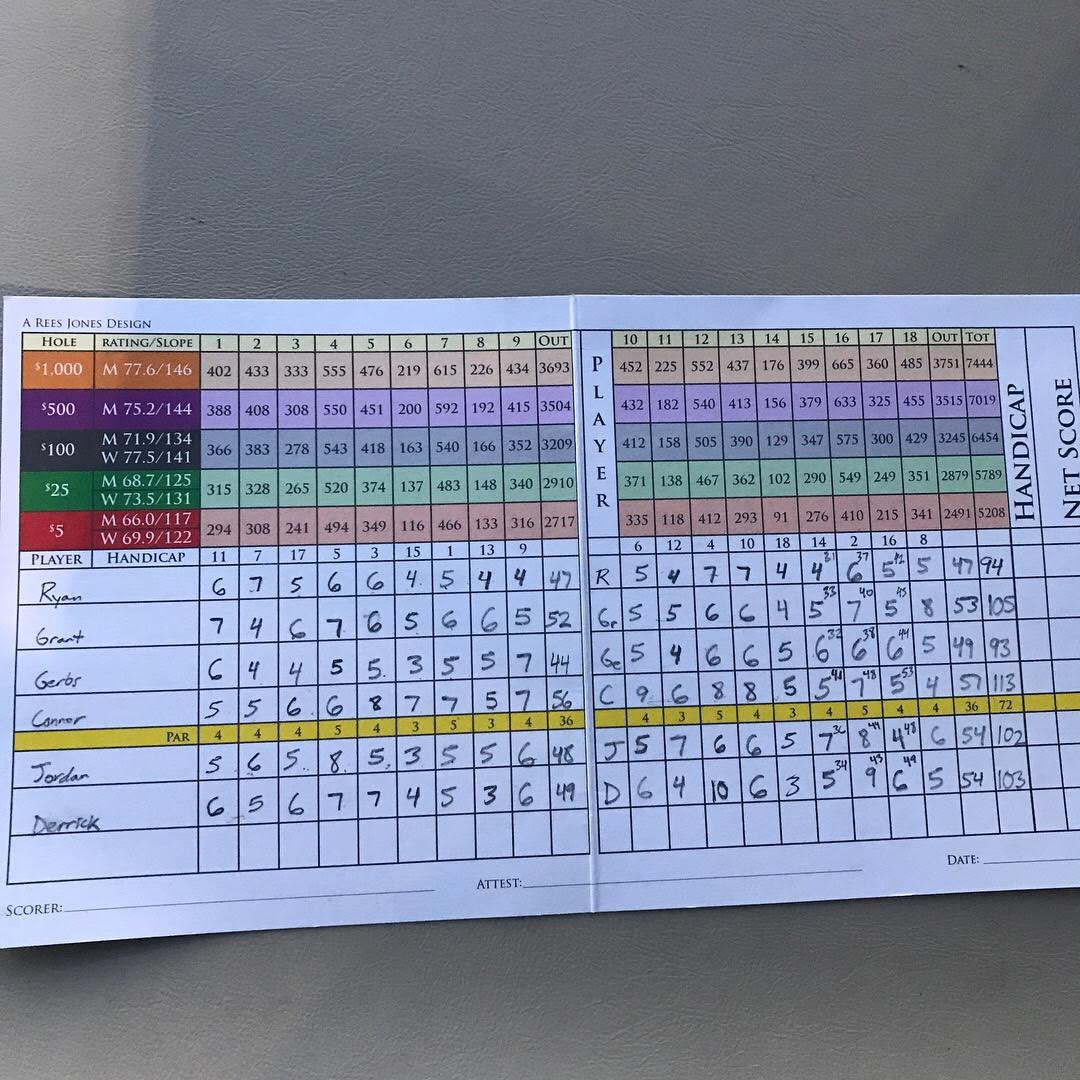 A REES JONES DESIGN
HOLE RATING/SLOPE 1 2 3 4 5 6 7 8 9 OUT PLAYER 10 11 12 13 14 15 16 17 18 OUT TOT HANDICAP NET SCORE
$1,000 M 77.6/146 402 433 333 555 476 219 615 226 434 3693 452 225 552 437 176 399 665 360 485 3751 7444
$500 M 75.2/144 388 408 308 550 451 200 592 192 415 3504 432 182 540 413 156 379 633 325 455 3515 7019
$100 M 71.9/134 W 77.5/141 366 383 278 543 418 163 540 166 352 3209 412 158 505 390 129 347 575 300 429 3245 6454
$25 M 68.7/125 W 73.5/131 315 328 265 520 374 137 483 148 340 2910 371 138 467 362 102 290 549 249 351 2879 5789
$5 M 66.0/117 W 69.9/122 294 308 241 494 349 116 466 133 316 2717 335 118 412 293 91 276 410 215 341 2491 5208
PLAYER HANDICAP 11 7 17 5 3 15 1 13 9 6 12 4 10 18 14 2 16 8
Ryan 6 7 5 6 6 4 5 4 4 47 R 5 4 7 7 4 4 31 6 37 5 42 5 47 94
Grant 7 4 6 7 6 5 6 6 5 52 Gr 5 5 6 6 4 5 33 7 40 5 45 8 53 105
Gerbs 6 4 4 5 5 3 5 5 7 44 Ge 5 4 6 6 5 6 32 6 38 6 44 5 49 93
Connor 5 5 6 6 8 7 7 5 7 56 C 9 6 8 8 5 5 41 7 48 5 53 4 57 113
PAR 4 4 4 5 4 3 5 3 4 36 4 3 5 4 3 4 5 4 4 36 72
Jordan 5 6 5 8 5 3 5 5 6 48 J 5 7 6 6 5 7 36 8 44 4 48 6 54 102
Derrick 6 5 6 7 7 4 5 3 6 49 D 6 4 10 6 3 5 34 9 43 6 49 5 54 103
SCORER: ATTEST: DATE: